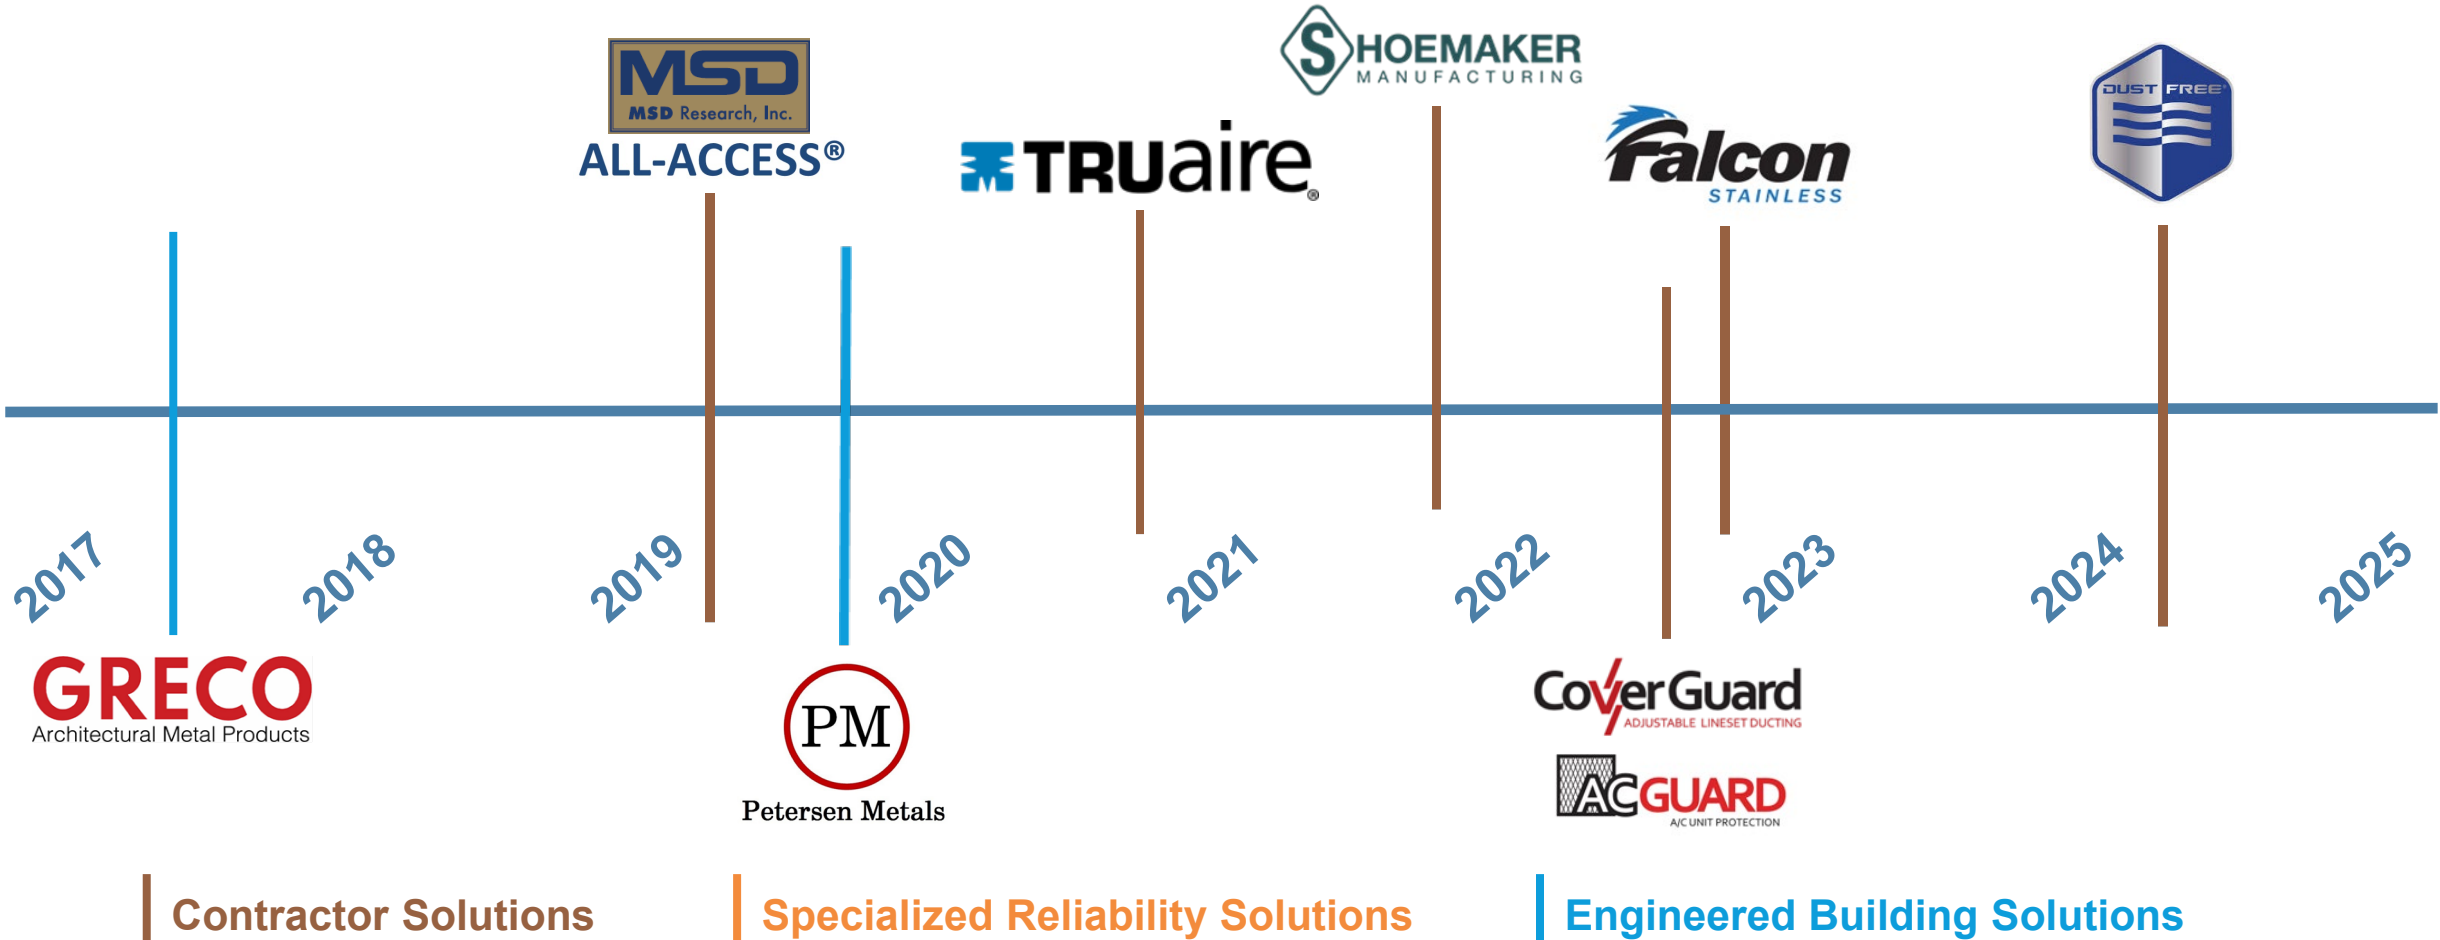 MSD
MSD Research, Inc.
ALL-ACCESS®
TRUaire®
SHOEMAKER
MANUFACTURING
Falcon
STAINLESS
DUST FREE
2017
2018
2019
2020
2021
2022
2023
2024
2025
GRECO
Architectural Metal Products
PM
Petersen Metals
CoverGuard
ADJUSTABLE LINESET DUCTING
ACGUARD
A/C UNIT PROTECTION
Contractor Solutions
Specialized Reliability Solutions
Engineered Building Solutions